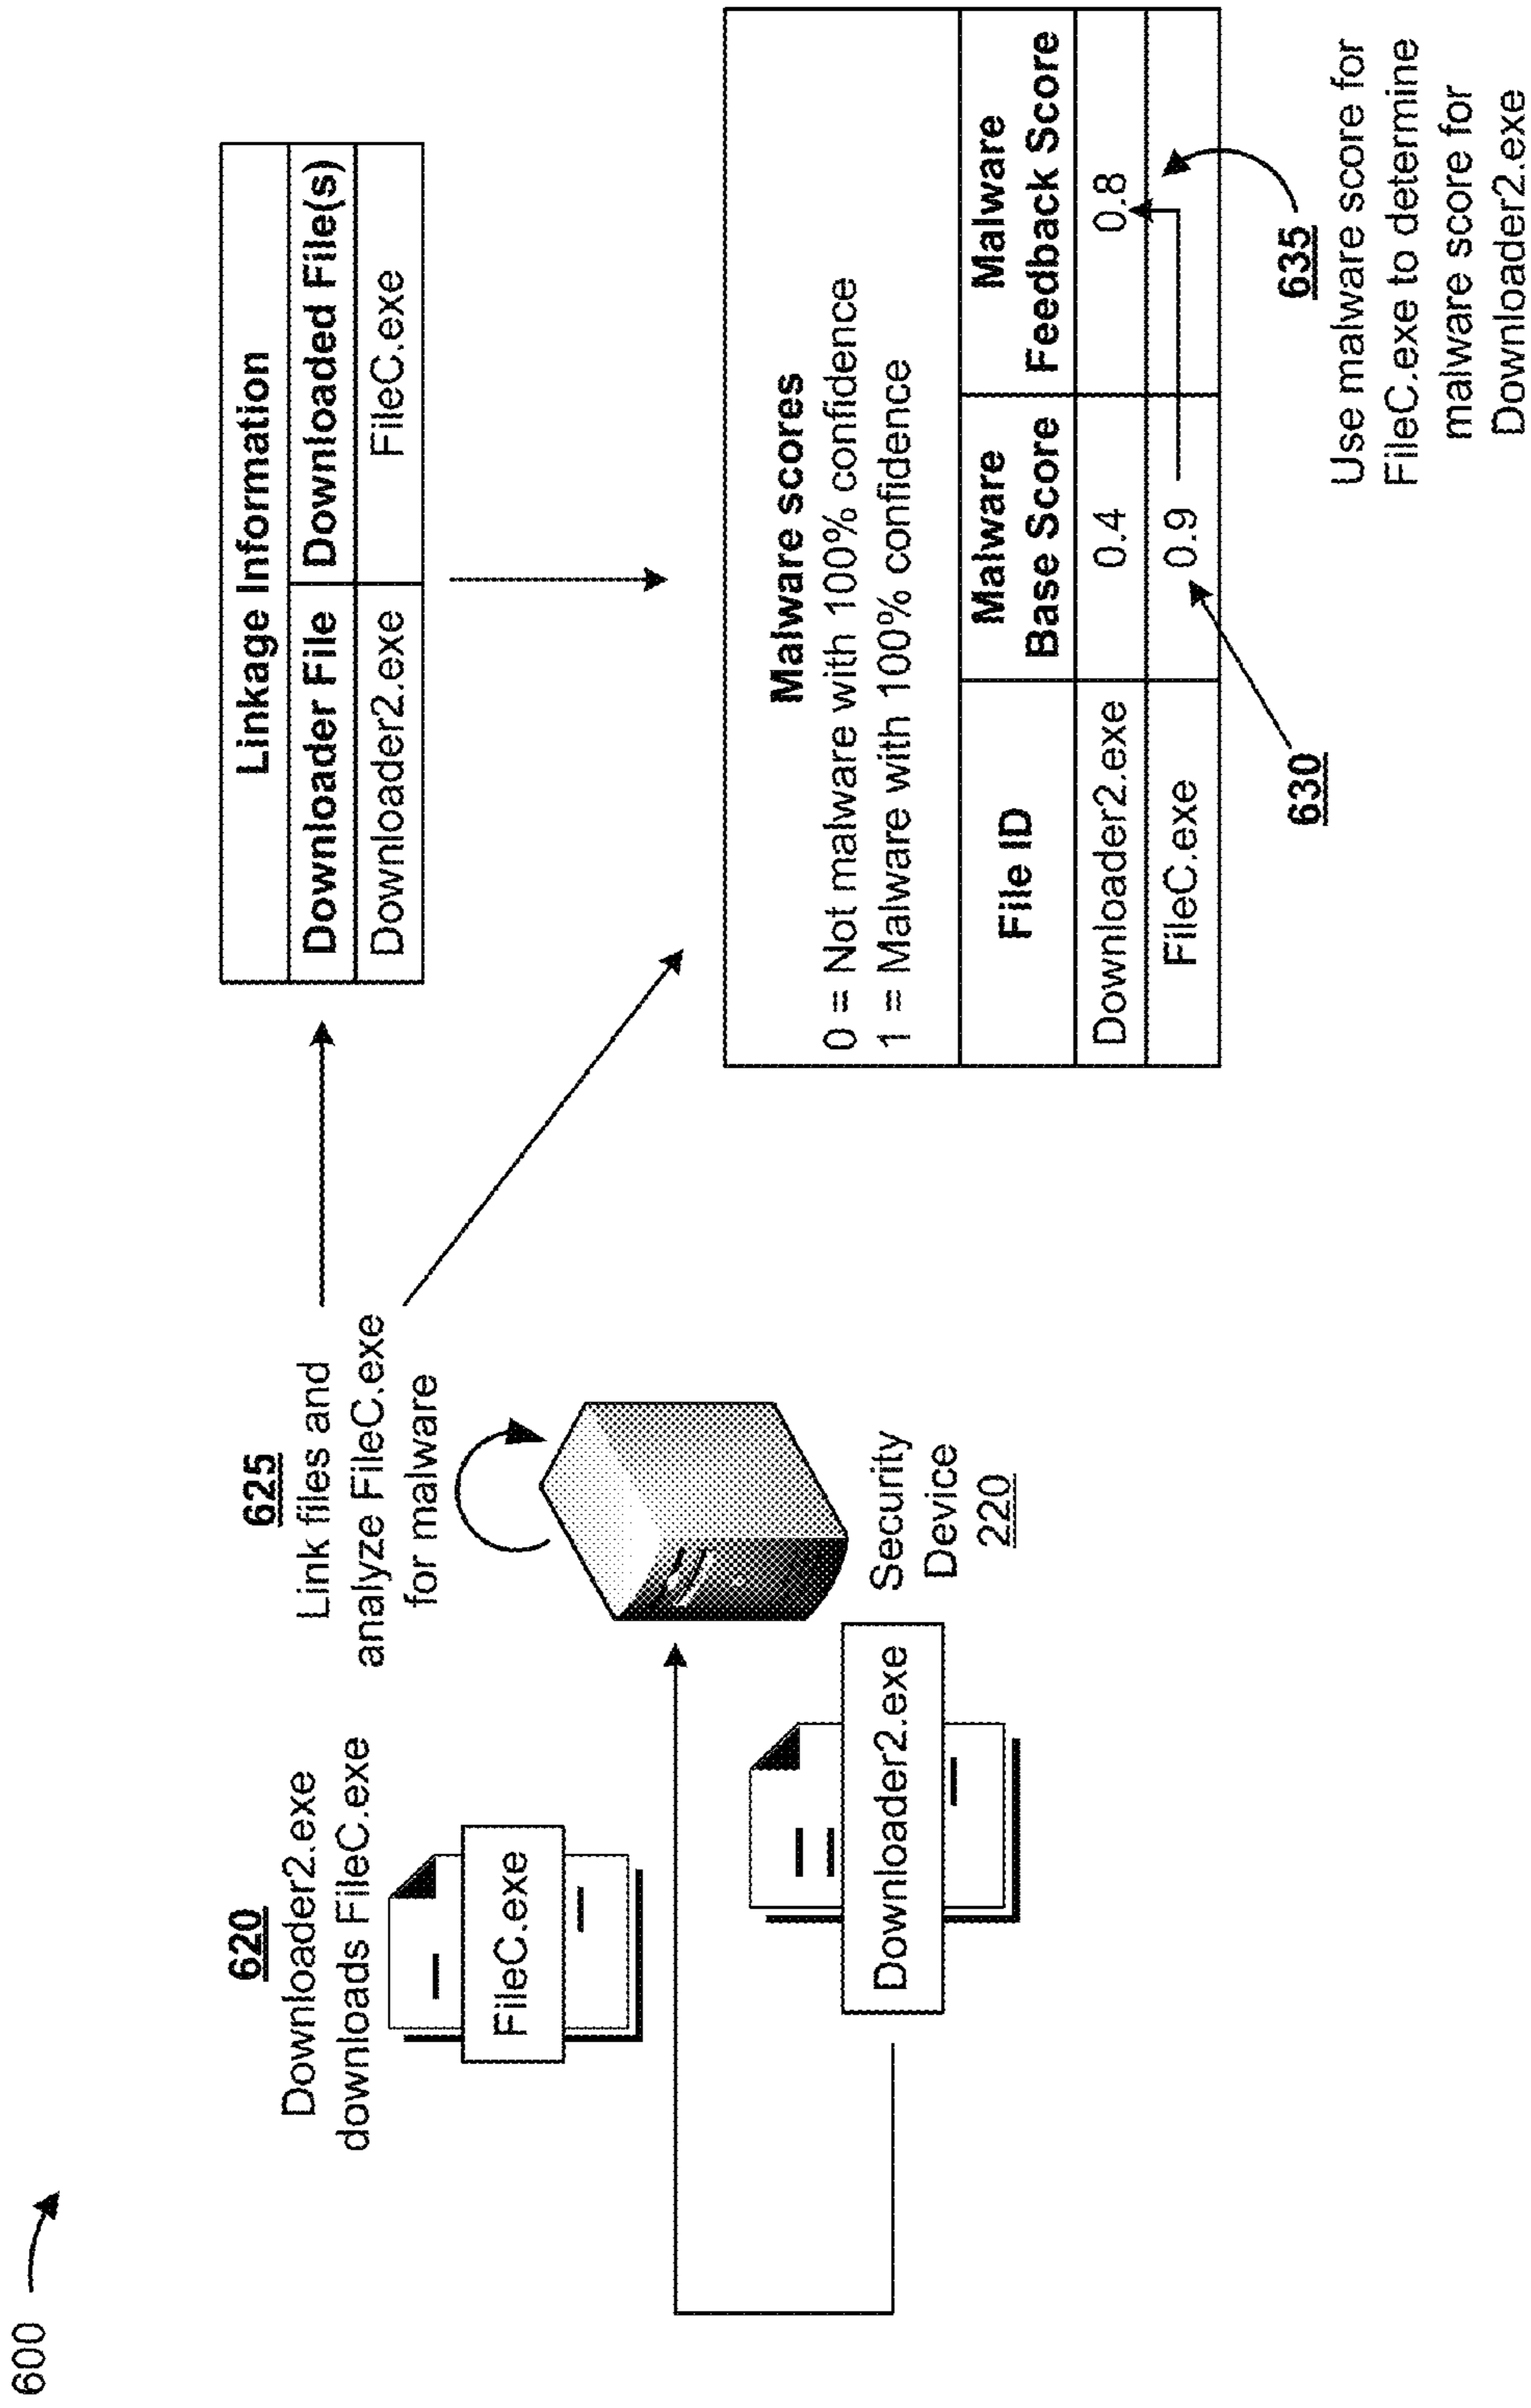 600
620
Downloader2.exe
downloads FileC.exe
FileC.exe
Downloader2.exe
625
Link files and
analyze FileC.exe
for malware
Security
Device
220
Linkage Information
Downloader File Downloaded File(s)
Downloader2.exe FileC.exe
Malware scores
0 = Not malware with 100% confidence
1 = Malware with 100% confidence
File ID
Malware
Base Score
Malware
Feedback Score
Downloader2.exe 0.4 0.8
FileC.exe 0.9
630
635
Use malware score for
FileC.exe to determine
malware score for
Downloader2.exe